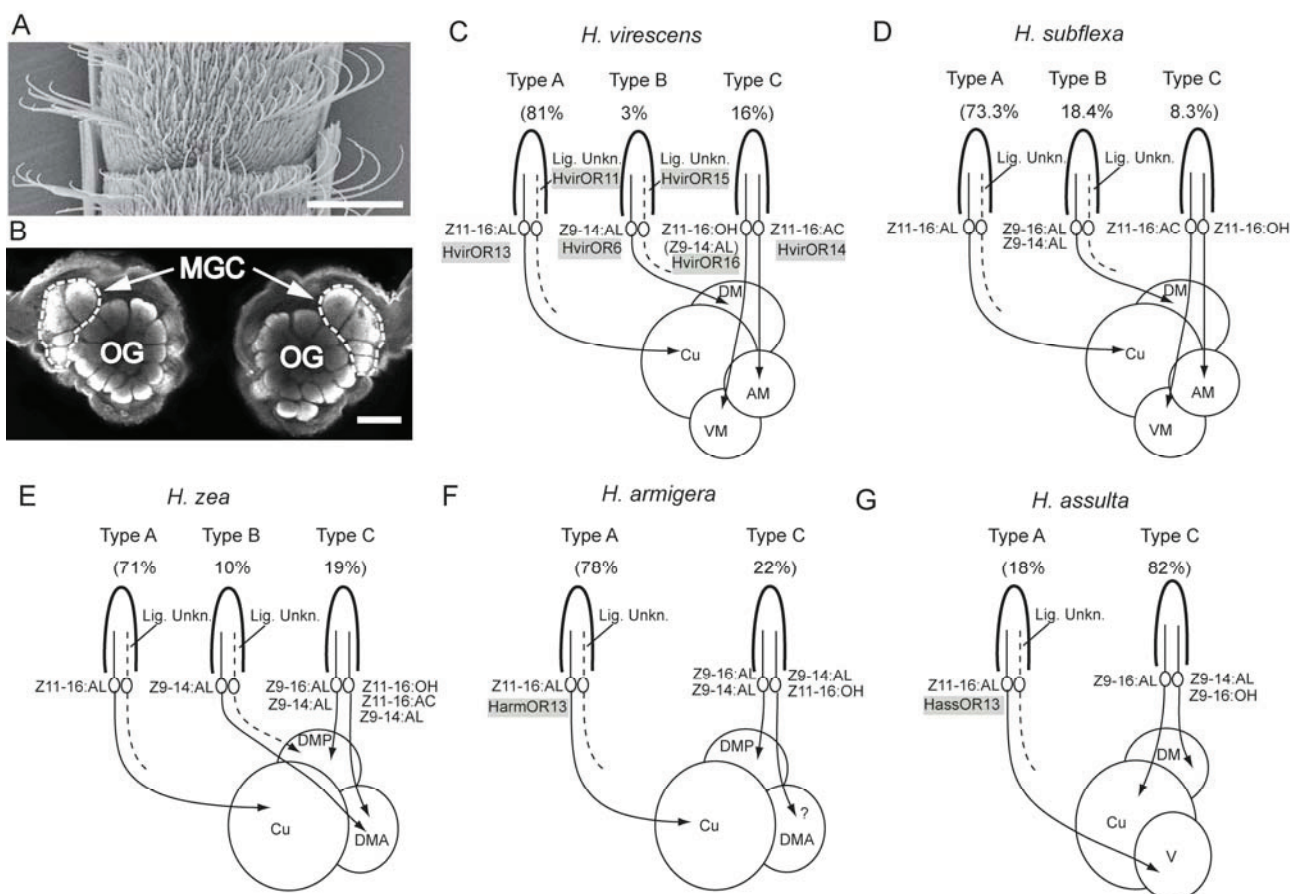 A
B
MGC
OG
OG
C
H. virescens
Type A
Type B
Type C
(81%
3%
16%)
Lig. Unkn.
HvirOR11
Lig. Unkn.
HvirOR15
Z11-16:AL
HvirOR13
Z9-14:AL
HvirOR6
Z11-16:OH
(Z9-14:AL)
HvirOR16
Z11-16:AC
HvirOR14
DM
Cu
AM
VM
D
H. subflexa
Type A
Type B
Type C
(73.3%
18.4%
8.3%)
Lig. Unkn.
Lig. Unkn.
Z11-16:AL
Z9-16:AL
Z9-14:AL
Z11-16:AC
Z11-16:OH
DM
Cu
AM
VM
E
H. zea
Type A
Type B
Type C
(71%
10%
19%)
Lig. Unkn.
Lig. Unkn.
Z11-16:AL
Z9-14:AL
Z9-16:AL
Z9-14:AL
Z11-16:OH
Z11-16:AC
Z9-14:AL
DMP
Cu
DMA
F
H. armigera
Type A
Type C
(78%
22%)
Lig. Unkn.
Z11-16:AL
HarmOR13
Z9-16:AL
Z9-14:AL
Z9-14:AL
Z11-16:OH
DMP
Cu
?
DMA
G
H. assulta
Type A
Type C
(18%
82%)
Lig. Unkn.
Z11-16:AL
HassOR13
Z9-16:AL
Z9-14:AL
Z9-16:OH
DM
Cu
V